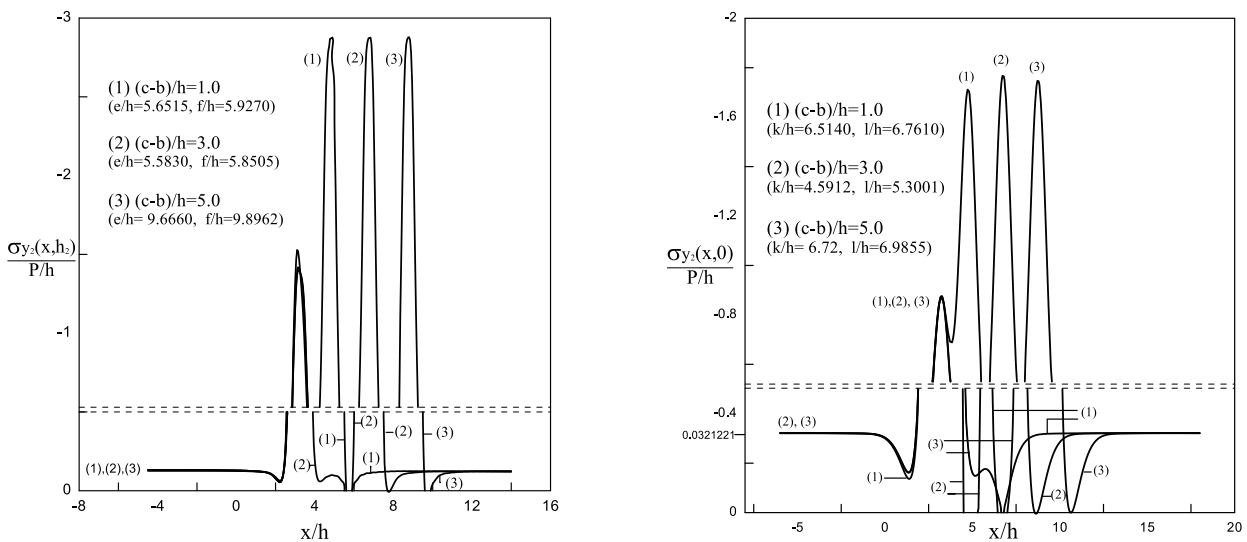 -3
-2
-1
0
(1)
(2)
(3)
(1) (c-b)/h=1.0
(e/h=5.6515, f/h=5.9270)
(2) (c-b)/h=3.0
(e/h=5.5830, f/h=5.8505)
(3) (c-b)/h=5.0
(e/h= 9.6660, f/h=9.8962)
σy₂(x,h₂)
P/h
(2)
(1)
(2)
(3)
(1),(2),(3)
(2)
(1)
(3)
-8 -4 0 4 8 12 16
x/h
-2
-1.6
-1.2
-0.8
-0.4
0.0321221
0
(1)
(2)
(3)
(1) (c-b)/h=1.0
(k/h=6.5140, l/h=6.7610)
(2) (c-b)/h=3.0
(k/h=4.5912, l/h=5.3001)
(3) (c-b)/h=5.0
(k/h= 6.72, l/h=6.9855)
σy₂(x,0)
P/h
(1),(2), (3)
(2), (3)
(1)
(1)
(3)
(2)
(2)
(3)
-5 0 5 7 10 15 20
x/h